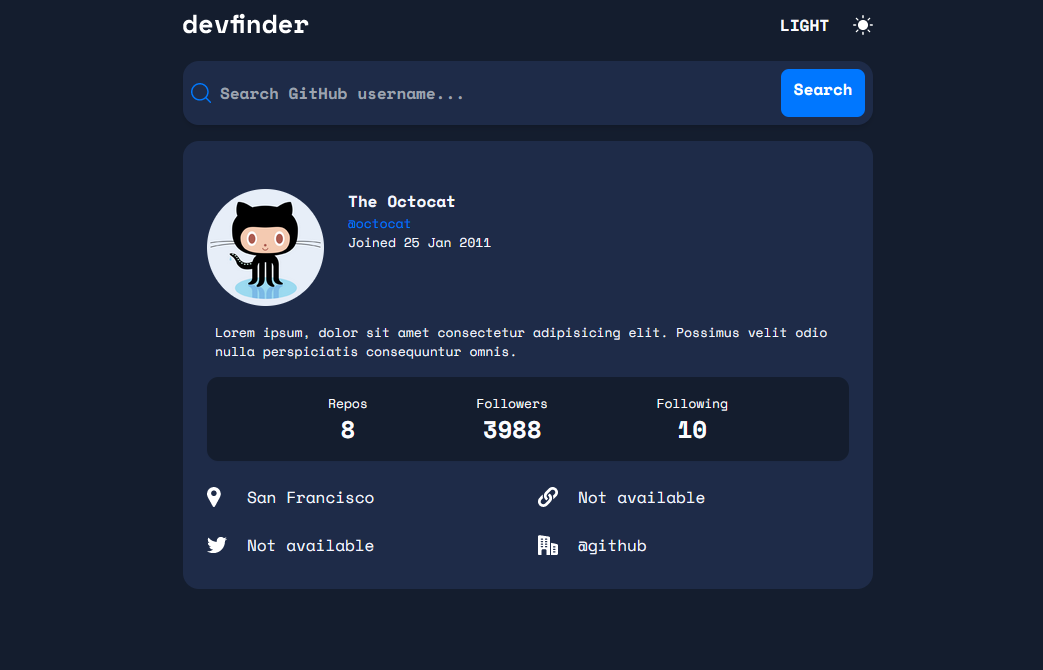 devfinder
LIGHT
Search GitHub username...
Search
The Octocat
@octocat
Joined 25 Jan 2011
Lorem ipsum, dolor sit amet consectetur adipisicing elit. Possimus velit odio
nulla perspiciatis consequuntur omnis.
Repos Followers Following
8 3988 10
San Francisco Not available
Not available @github